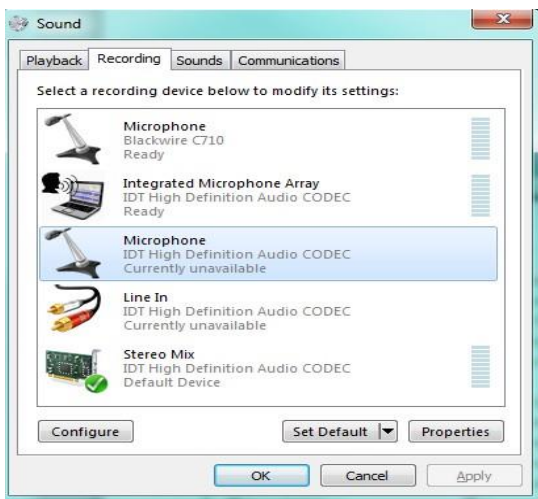 Sound
Playback Recording Sounds Communications
Select a recording device below to modify its settings:
Microphone
Blackwire C710
Ready
Integrated Microphone Array
IDT High Definition Audio CODEC
Ready
Microphone
IDT High Definition Audio CODEC
Currently unavailable
Line In
IDT High Definition Audio CODEC
Currently unavailable
Stereo Mix
IDT High Definition Audio CODEC
Default Device
Configure Set Default Properties
OK Cancel Apply